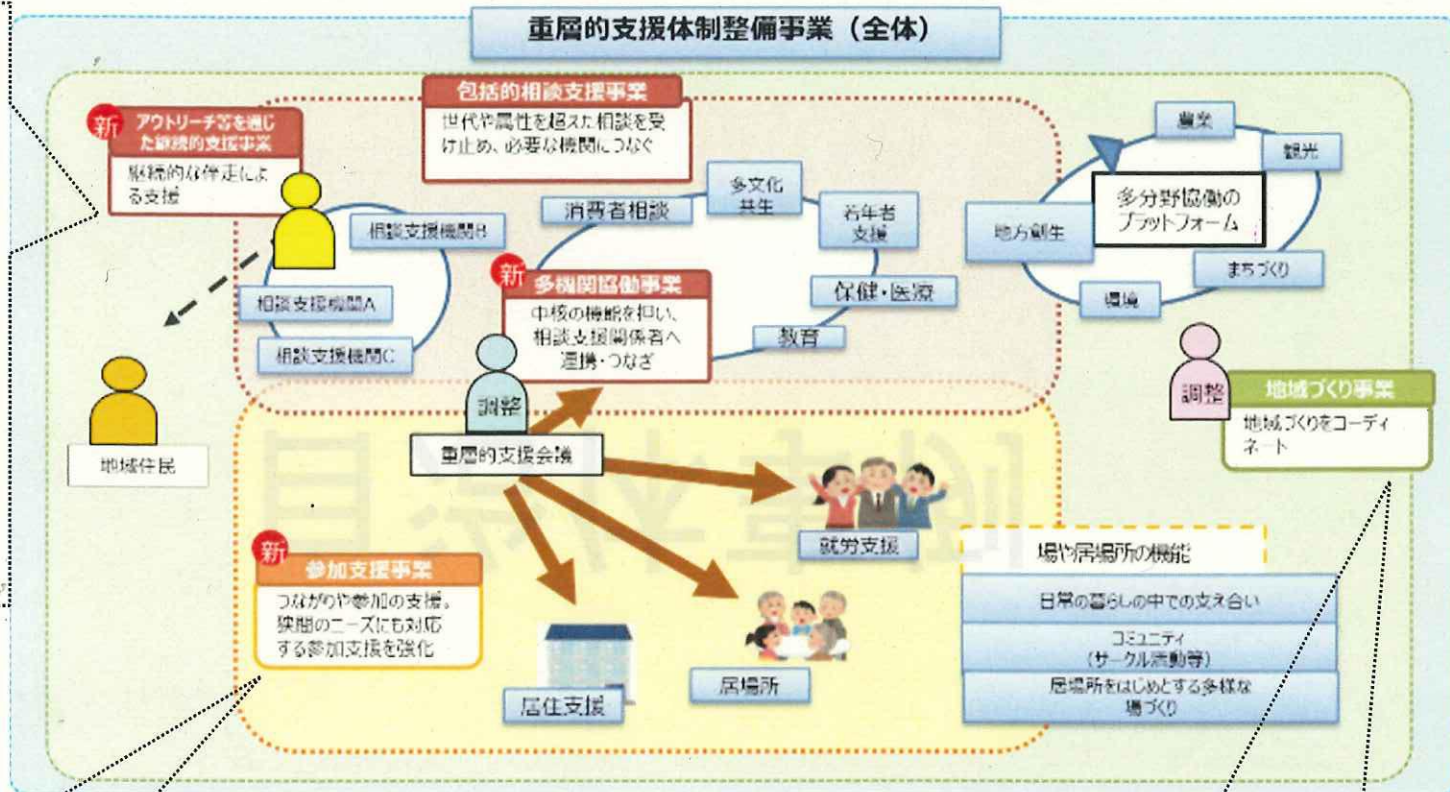 重層的支援体制整備事業（全体）
新
アウトリーチ等を通じ
た継続的支援事業
継続的な伴走によ
る支援
包括的相談支援事業
世代や属性を超えた相談を受
け止め、必要な機関につなぐ
相談支援機関B
相談支援機関A
相談支援機関C
消費者相談
多文化
共生
若年者
支援
保健・医療
教育
新
多機関協働事業
中核の機能を担い、
相談支援関係者へ
連携・つなぎ
農業
観光
多分野協働の
プラットフォーム
地方創生
まちづくり
環境
調整
重層的支援会議
地域住民
調整
地域づくり事業
地域づくりをコーディ
ネート
新
参加支援事業
つながりや参加の支援。
狭間のニーズにも対応
する参加支援を強化
就労支援
居場所
居住支援
場や居場所の機能
日常の暮らしの中での支え合い
コミュニティ
(サークル活動等)
居場所をはじめとする多様な
場づくり